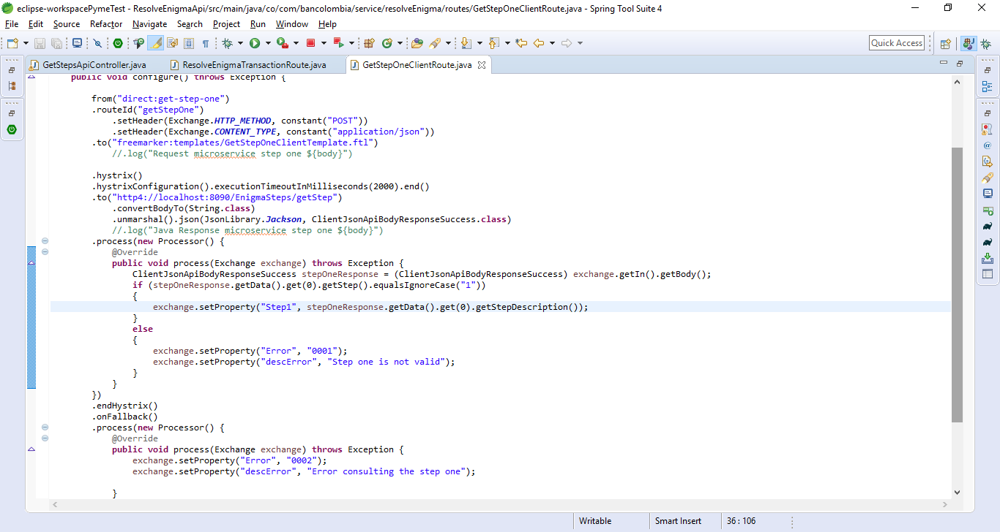 eclipse-workspacePymeTest - ResolveEnigmaApi/src/main/java/co/com/bancolombia/service/resolveEnigma/routes/GetStepOneClientRoute.java - Spring Tool Suite 4
File Edit Source Refactor Navigate Search Project Run Window Help
Quick Access
GetStepsApiController.java ResolveEnigmaTransactionRoute.java GetStepOneClientRoute.java
public void configure() throws Exception {
from("direct:get-step-one")
.routeId("getStepOne")
.setHeader(Exchange.HTTP_METHOD, constant("POST"))
.setHeader(Exchange.CONTENT_TYPE, constant("application/json"))
.to("freemarker:templates/GetStepOneClientTemplate.ftl")
//.log("Request microservice step one ${body}")
.hystrix()
.hystrixConfiguration().executionTimeoutInMilliseconds(2000).end()
.to("http4://localhost:8090/EnigmaSteps/getStep")
.convertBodyTo(String.class)
.unmarshal().json(JsonLibrary.Jackson, ClientJsonApiBodyResponseSuccess.class)
//.log("Java Response microservice step one ${body}")
.process(new Processor() {
@Override
public void process(Exchange exchange) throws Exception {
ClientJsonApiBodyResponseSuccess stepOneResponse = (ClientJsonApiBodyResponseSuccess) exchange.getIn().getBody();
if (stepOneResponse.getData().get(0).getStep().equalsIgnoreCase("1"))
{
exchange.setProperty("Step1", stepOneResponse.getData().get(0).getStepDescription());
}
else
{
exchange.setProperty("Error", "0001");
exchange.setProperty("descError", "Step one is not valid");
}
}
})
.endHystrix()
.onFallback()
.process(new Processor() {
@Override
public void process(Exchange exchange) throws Exception {
exchange.setProperty("Error", "0002");
exchange.setProperty("descError", "Error consulting the step one");
}
Writable Smart Insert 36 : 106